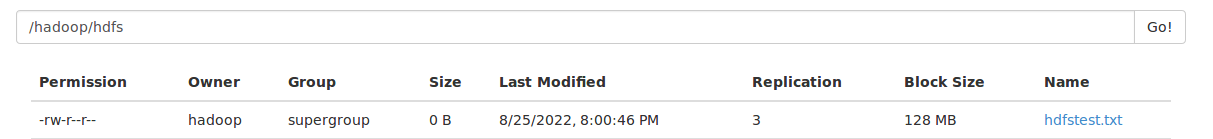 /hadoop/hdfs Go!
Permission Owner Group Size Last Modified Replication Block Size Name
-rw-r--r-- hadoop supergroup 0 B 8/25/2022, 8:00:46 PM 3 128 MB hdfstest.txt